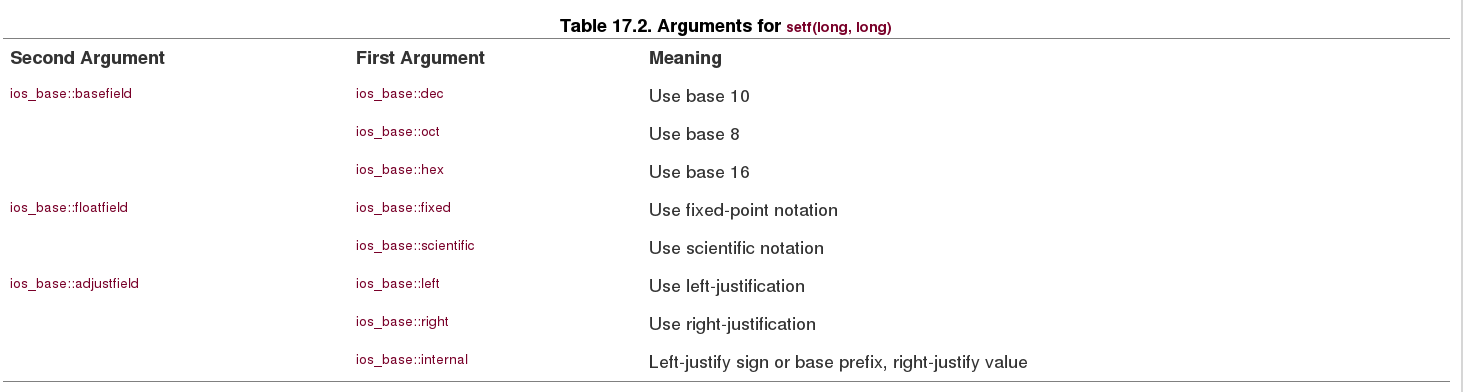 Table 17.2. Arguments for setf(long, long)
Second Argument First Argument Meaning
ios_base::basefield ios_base::dec Use base 10
ios_base::oct Use base 8
ios_base::hex Use base 16
ios_base::floatfield ios_base::fixed Use fixed-point notation
ios_base::scientific Use scientific notation
ios_base::adjustfield ios_base::left Use left-justification
ios_base::right Use right-justification
ios_base::internal Left-justify sign or base prefix, right-justify value